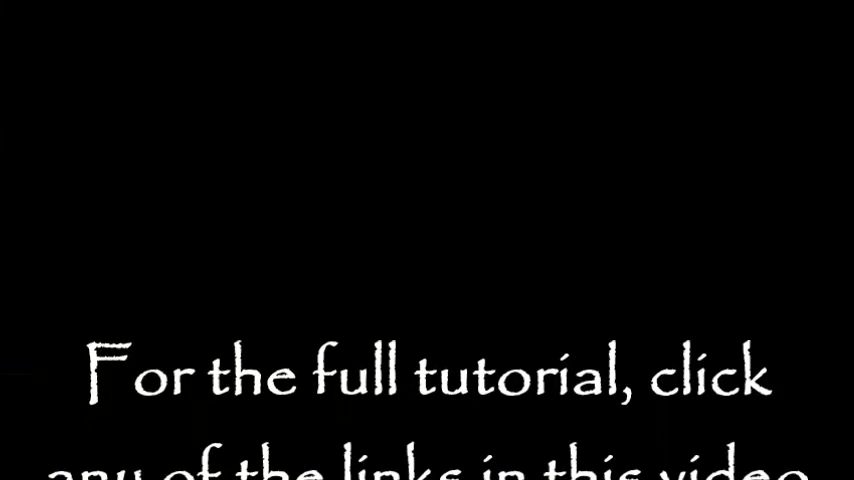 For the full tutorial, click
any of the links in this video